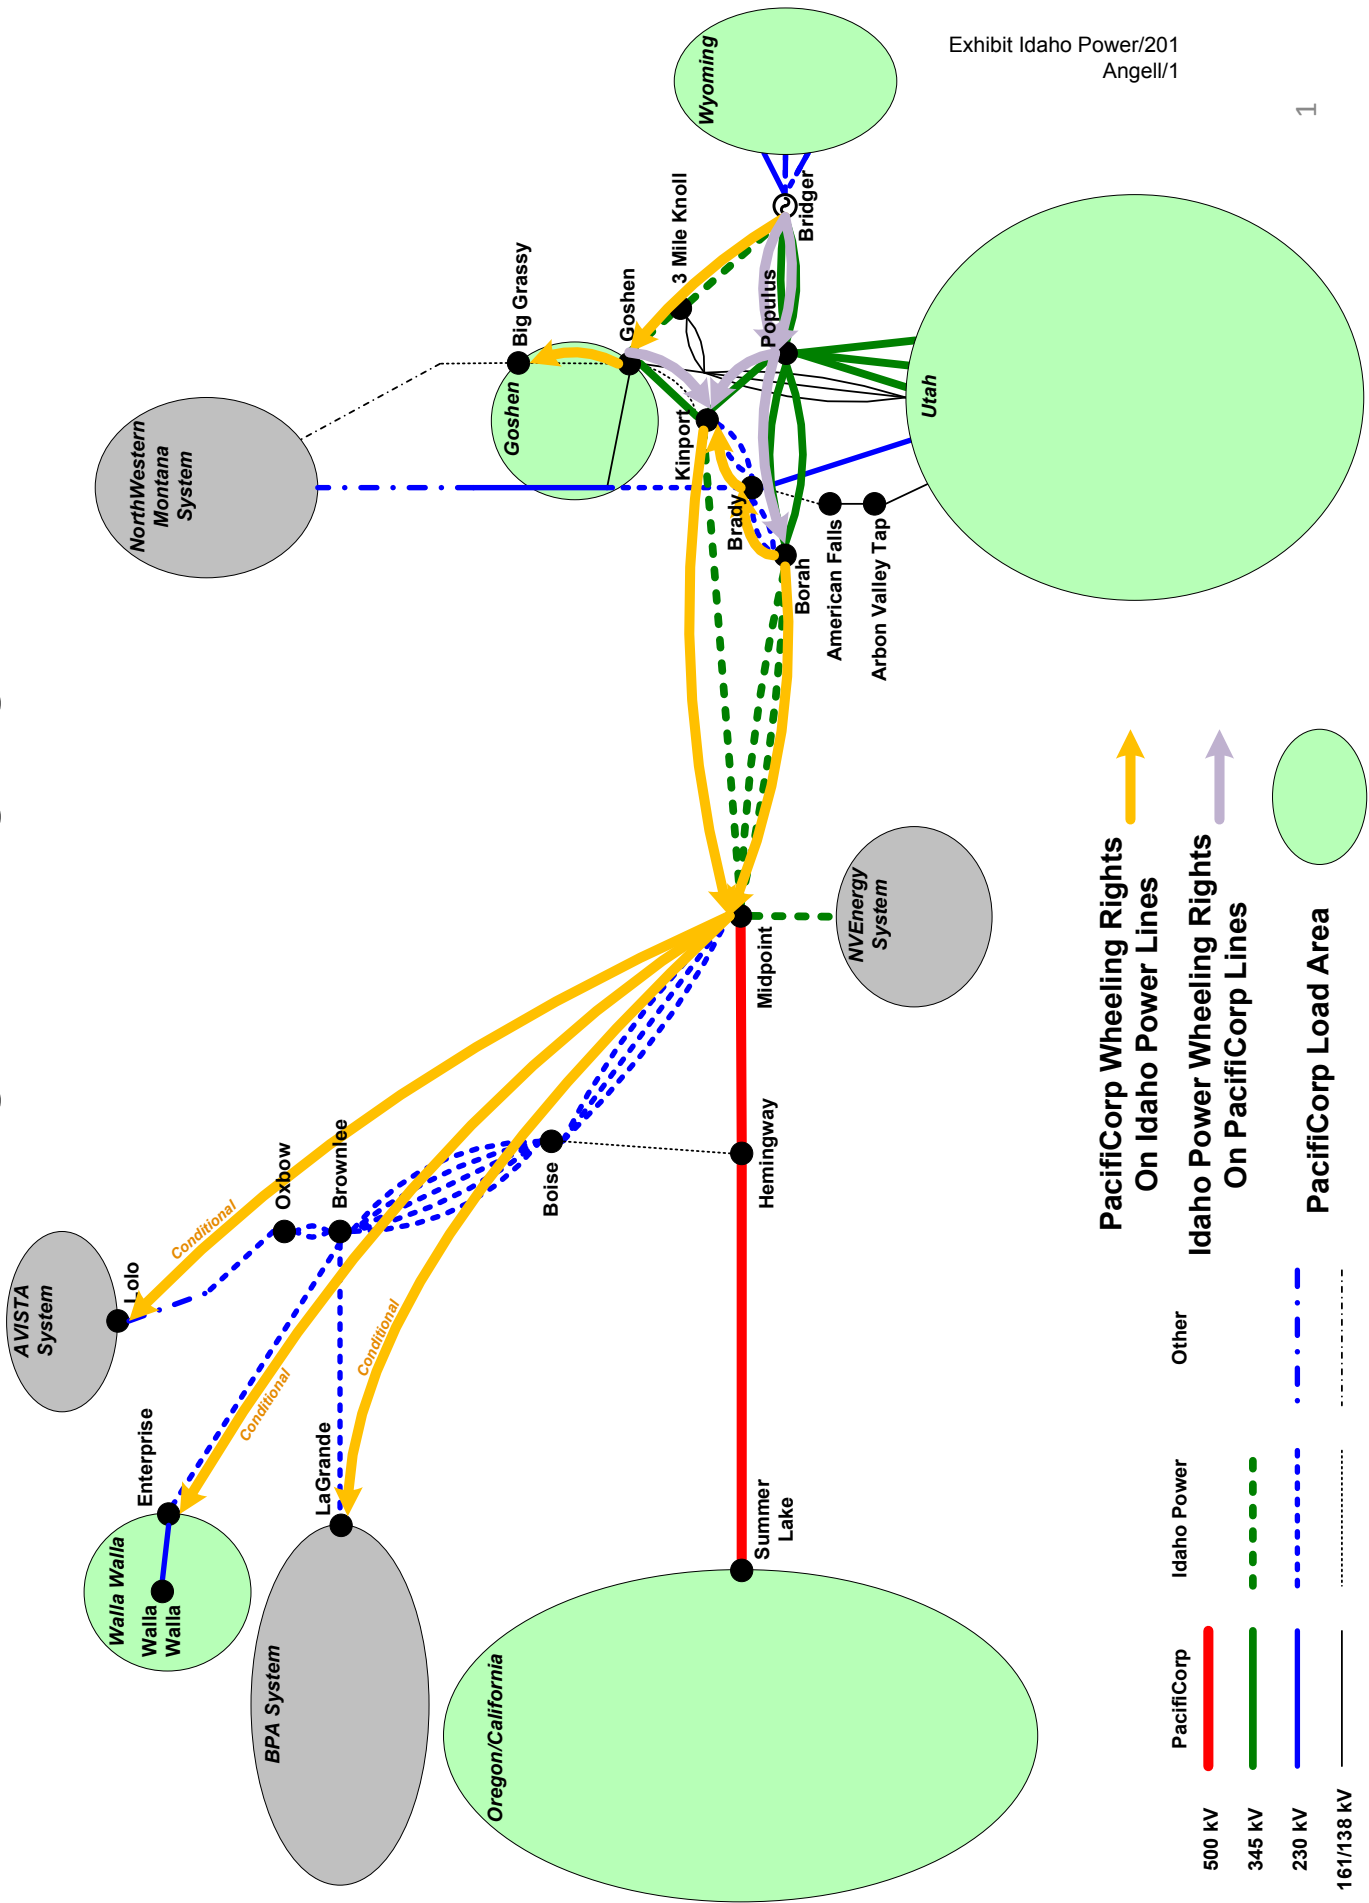 Exhibit Idaho Power/201
Angell/1
1
AVISTA
System
Lolo
Conditional
Oxbow
Brownlee
Walla Walla
Walla
Walla
Enterprise
Conditional
BPA System
LaGrande
Conditional
Boise
Oregon/California
Summer
Lake
Hemingway
Midpoint
NVEnergy
System
NorthWestern
Montana
System
Goshen
Big Grassy
Goshen
3 Mile Knoll
Kinport
Brady
Borah
Populus
Bridger
Wyoming
American Falls
Arbon Valley Tap
Utah
PacifiCorp Wheeling Rights
On Idaho Power Lines
Idaho Power Wheeling Rights
On PacifiCorp Lines
PacifiCorp Load Area
PacifiCorp
Idaho Power
Other
500 kV
345 kV
230 kV
161/138 kV